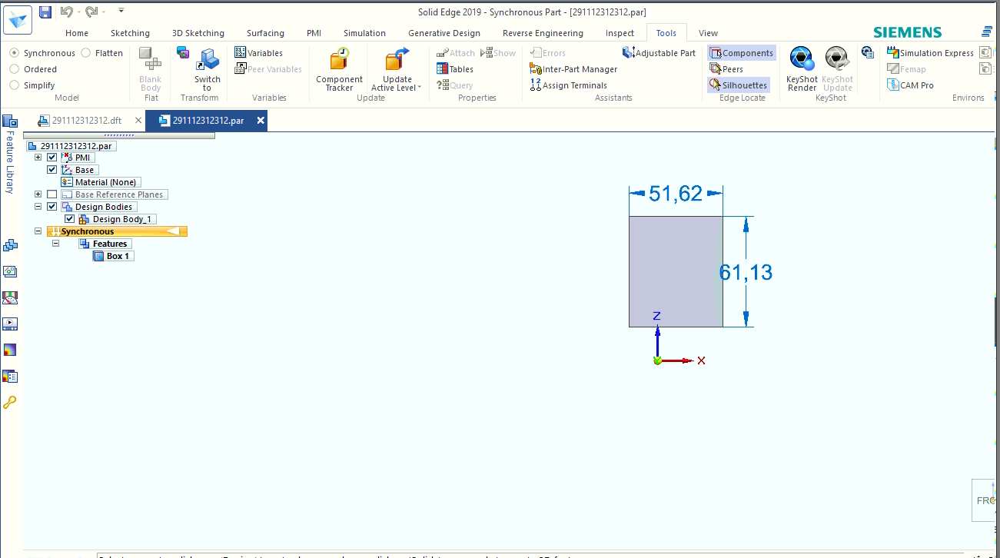 Solid Edge 2019 - Synchronous Part - [291112312312.par]
Home Sketching 3D Sketching Surfacing PMI Simulation Generative Design Reverse Engineering Inspect Tools View SIEMENS
Synchronous Flatten Variables Attach Show Errors Adjustable Part Components Simulation Express
Ordered Peer Variables Tables Inter-Part Manager Peers Femap
Simplify Query Assign Terminals Silhouettes CAM Pro
Blank Body
Switch to
Component Tracker
Update Active Level
KeyShot Render
KeyShot Update
Model Flat Transform Variables Update Properties Assistants Edge Locate KeyShot Environs
291112312312.dft 291112312312.par
Feature Library
291112312312.par
PMI
Base
Material (None)
Base Reference Planes
Design Bodies
Design Body_1
Synchronous
Features
Box 1
51,62
61,13
Z
X